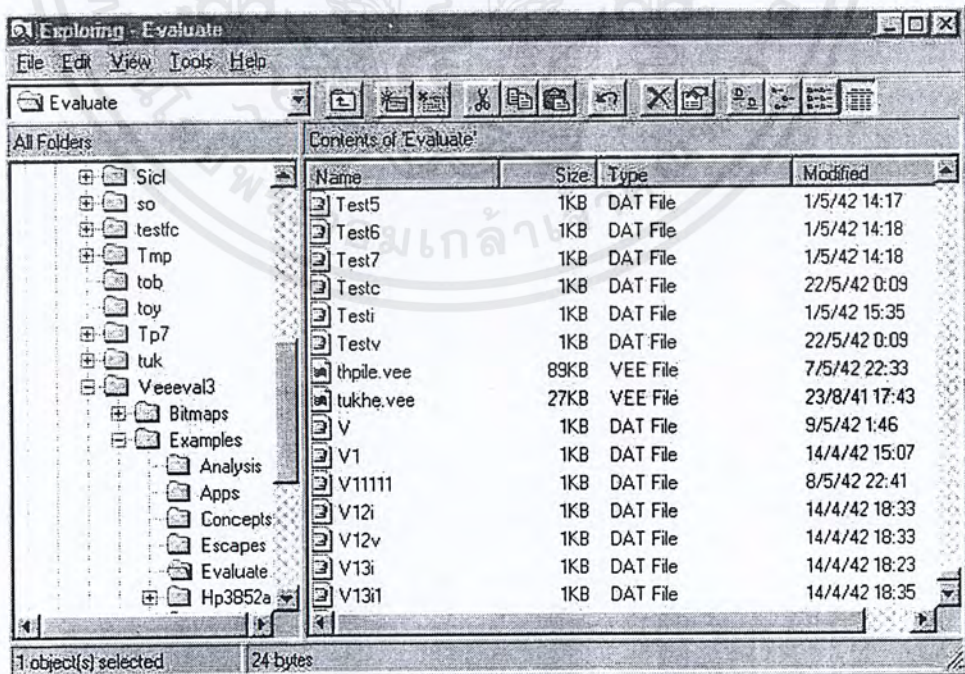 Exploring - Evaluate
File Edit View Tools Help
Evaluate
All Folders
Contents of 'Evaluate'
Sicl
so
testfc
Tmp
tob
toy
Tp7
tuk
Veeeval3
Bitmaps
Examples
Analysis
Apps
Concepts
Escapes
Evaluate
Hp3852a
Name Size Type Modified
Test5 1KB DAT File 1/5/42 14:17
Test6 1KB DAT File 1/5/42 14:18
Test7 1KB DAT File 1/5/42 14:18
Testc 1KB DAT File 22/5/42 0:09
Testi 1KB DAT File 1/5/42 15:35
Testv 1KB DAT File 22/5/42 0:09
thpile.vee 89KB VEE File 7/5/42 22:33
tukhe.vee 27KB VEE File 23/8/41 17:43
V 1KB DAT File 9/5/42 1:46
V1 1KB DAT File 14/4/42 15:07
V11111 1KB DAT File 8/5/42 22:41
V12i 1KB DAT File 14/4/42 18:33
V12v 1KB DAT File 14/4/42 18:33
V13i 1KB DAT File 14/4/42 18:23
V13i1 1KB DAT File 14/4/42 18:35
1 object(s) selected
24 bytes